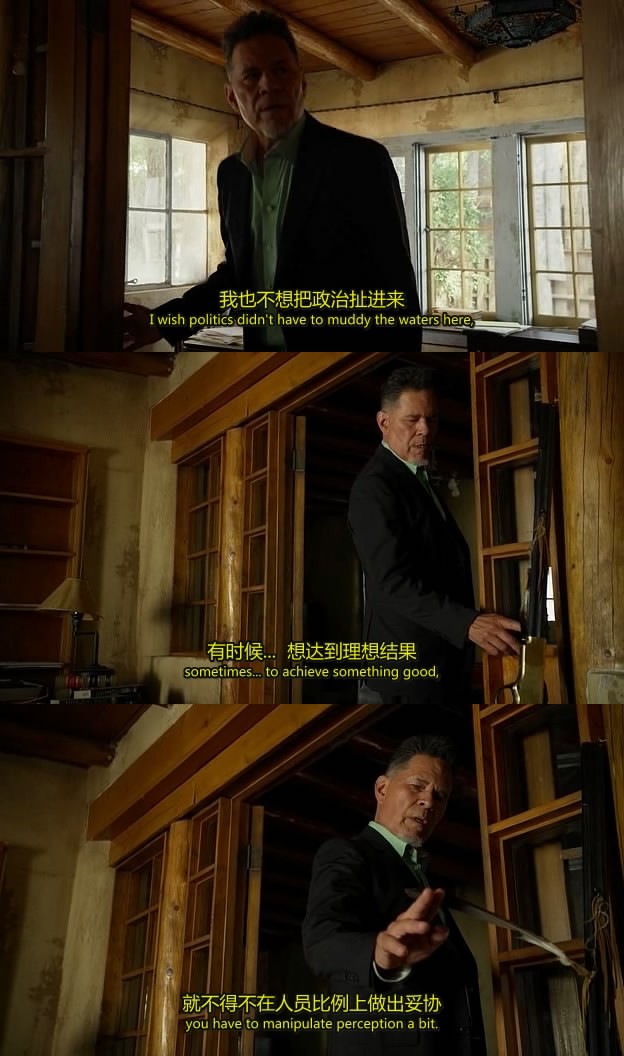 我也不想把政治扯进来
I wish politics didn't have to muddy the waters here,
有时候... 想达到理想结果
sometimes... to achieve something good,
就不得不在人员比例上做出妥协
you have to manipulate perception a bit.